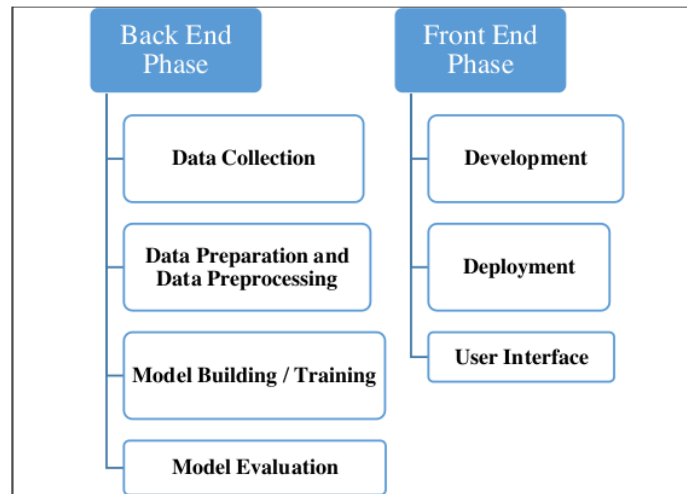 Back End
Phase
Data Collection
Data Preparation and
Data Preprocessing
Model Building / Training
Model Evaluation
Front End
Phase
Development
Deployment
User Interface